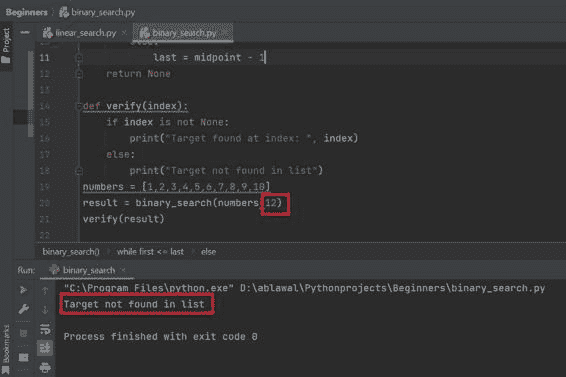 Beginners > binary_search.py
Project
linear_search.py × binary_search.py ×
11 last = midpoint - 1
12 return None
13
14 def verify(index):
15 if index is not None:
16 print("Target found at index: ", index)
17 else:
18 print("Target not found in list")
19 numbers = [1,2,3,4,5,6,7,8,9,10]
20 result = binary_search(numbers,12)
21 verify(result)
22
binary_search() > while first <= last > else
Run: binary_search ×
"C:\Program Files\python.exe" D:\ablawal\Pythonprojects\Beginners\binary_search.py
Target not found in list
Process finished with exit code 0
Bookmarks